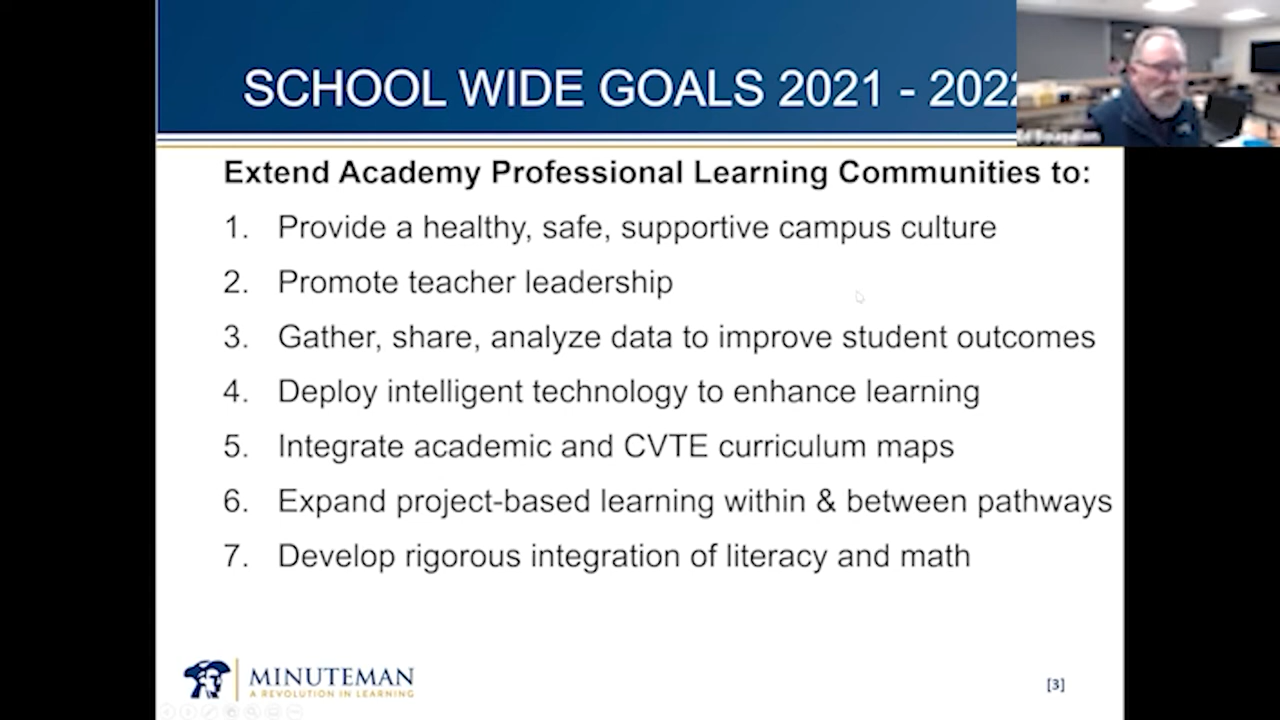 SCHOOL WIDE GOALS 2021 - 2022
Extend Academy Professional Learning Communities to:
1. Provide a healthy, safe, supportive campus culture
2. Promote teacher leadership
3. Gather, share, analyze data to improve student outcomes
4. Deploy intelligent technology to enhance learning
5. Integrate academic and CVTE curriculum maps
6. Expand project-based learning within & between pathways
7. Develop rigorous integration of literacy and math
MINUTEMAN
A REVOLUTION IN LEARNING
[3]